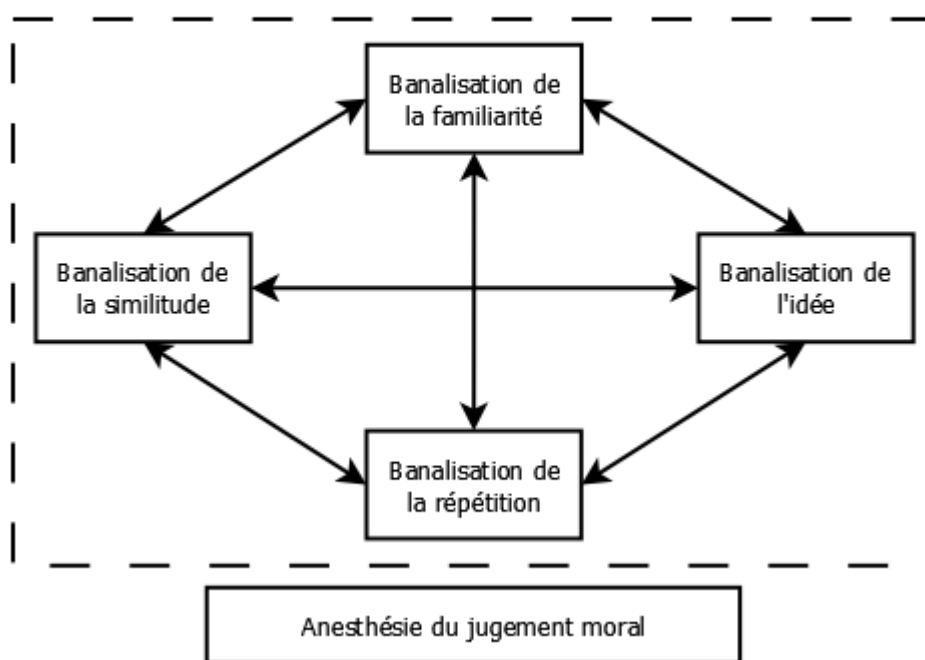 Banalisation de
la familiarité
Banalisation de
la similitude
Banalisation de
l'idée
Banalisation de
la répétition
Anesthésie du jugement moral